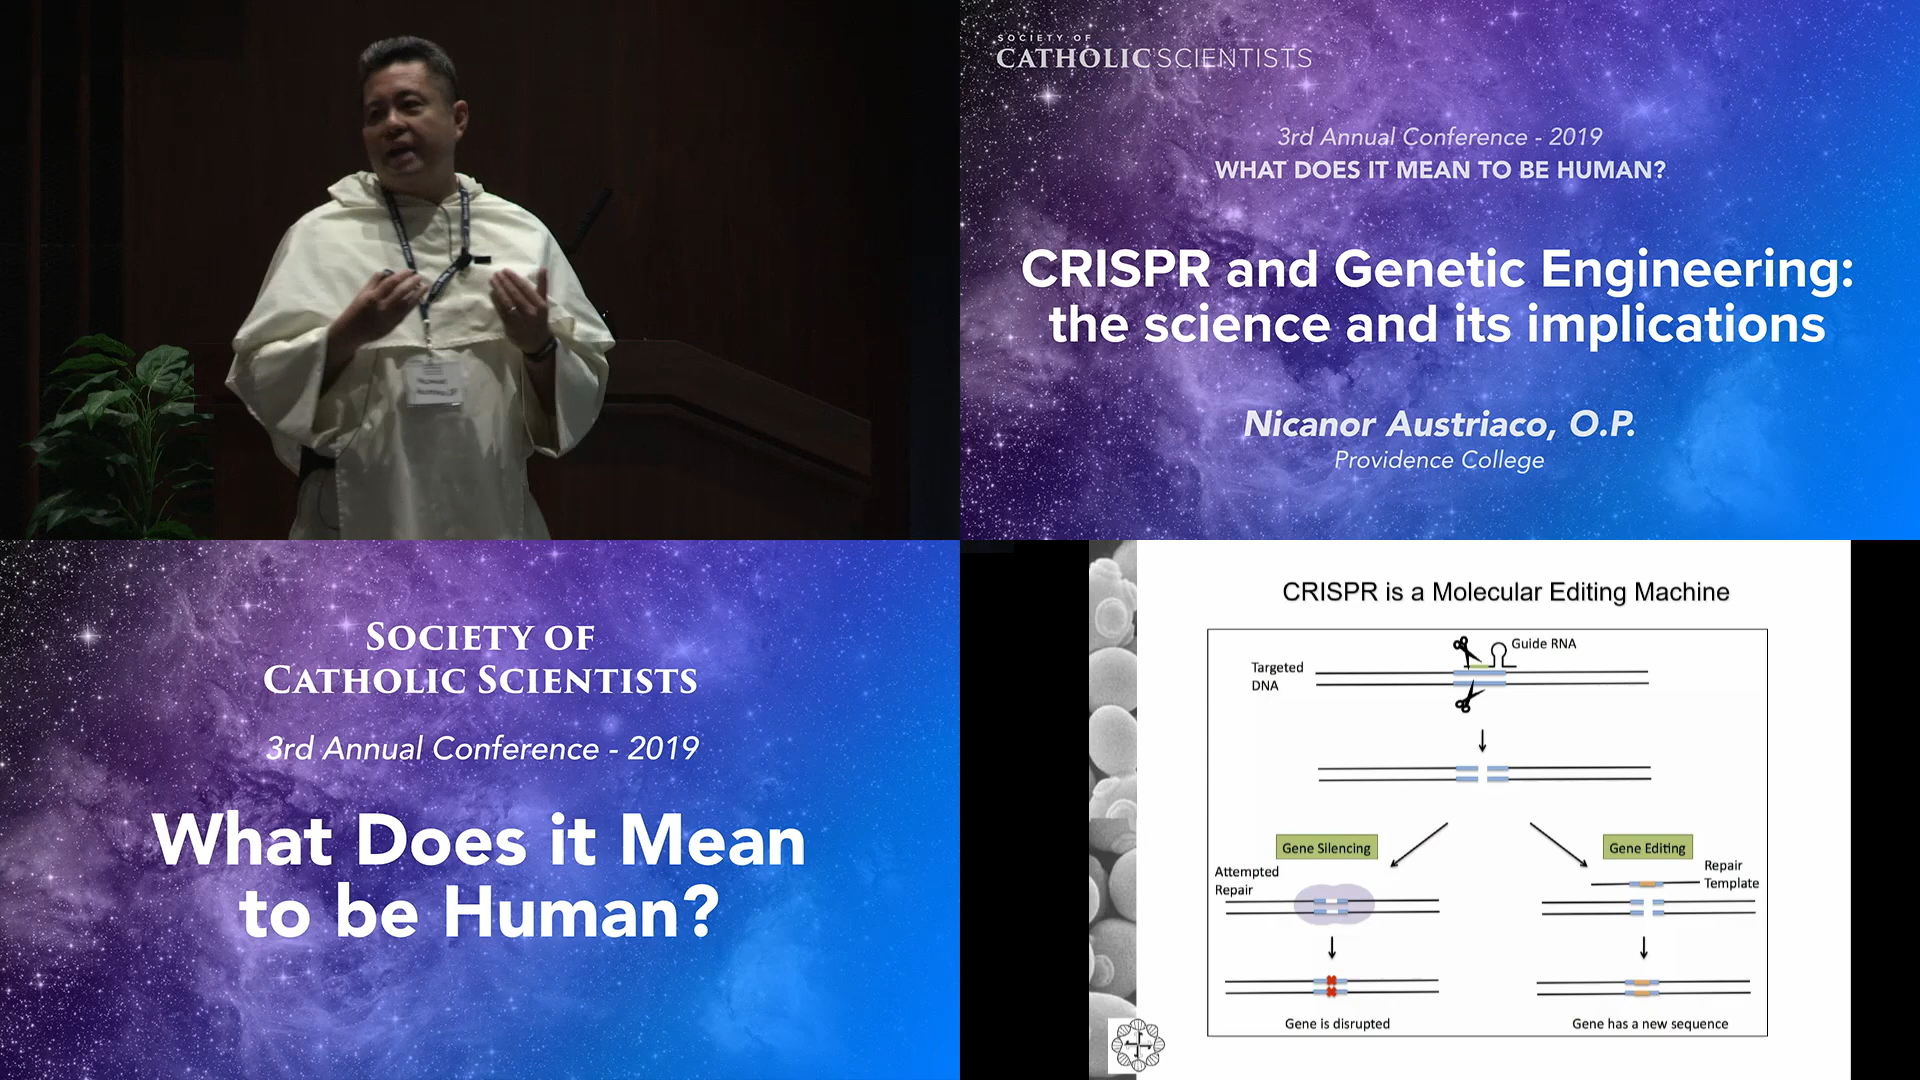 SOCIETY OF
CATHOLIC SCIENTISTS
3rd Annual Conference - 2019
WHAT DOES IT MEAN TO BE HUMAN?
CRISPR and Genetic Engineering:
the science and its implications
Nicanor Austriaco, O.P.
Providence College
SOCIETY OF
CATHOLIC SCIENTISTS
3rd Annual Conference - 2019
What Does it Mean
to be Human?
CRISPR is a Molecular Editing Machine
Guide RNA
Targeted
DNA
Gene Silencing
Gene Editing
Attempted
Repair
Repair
Template
Gene is disrupted
Gene has a new sequence